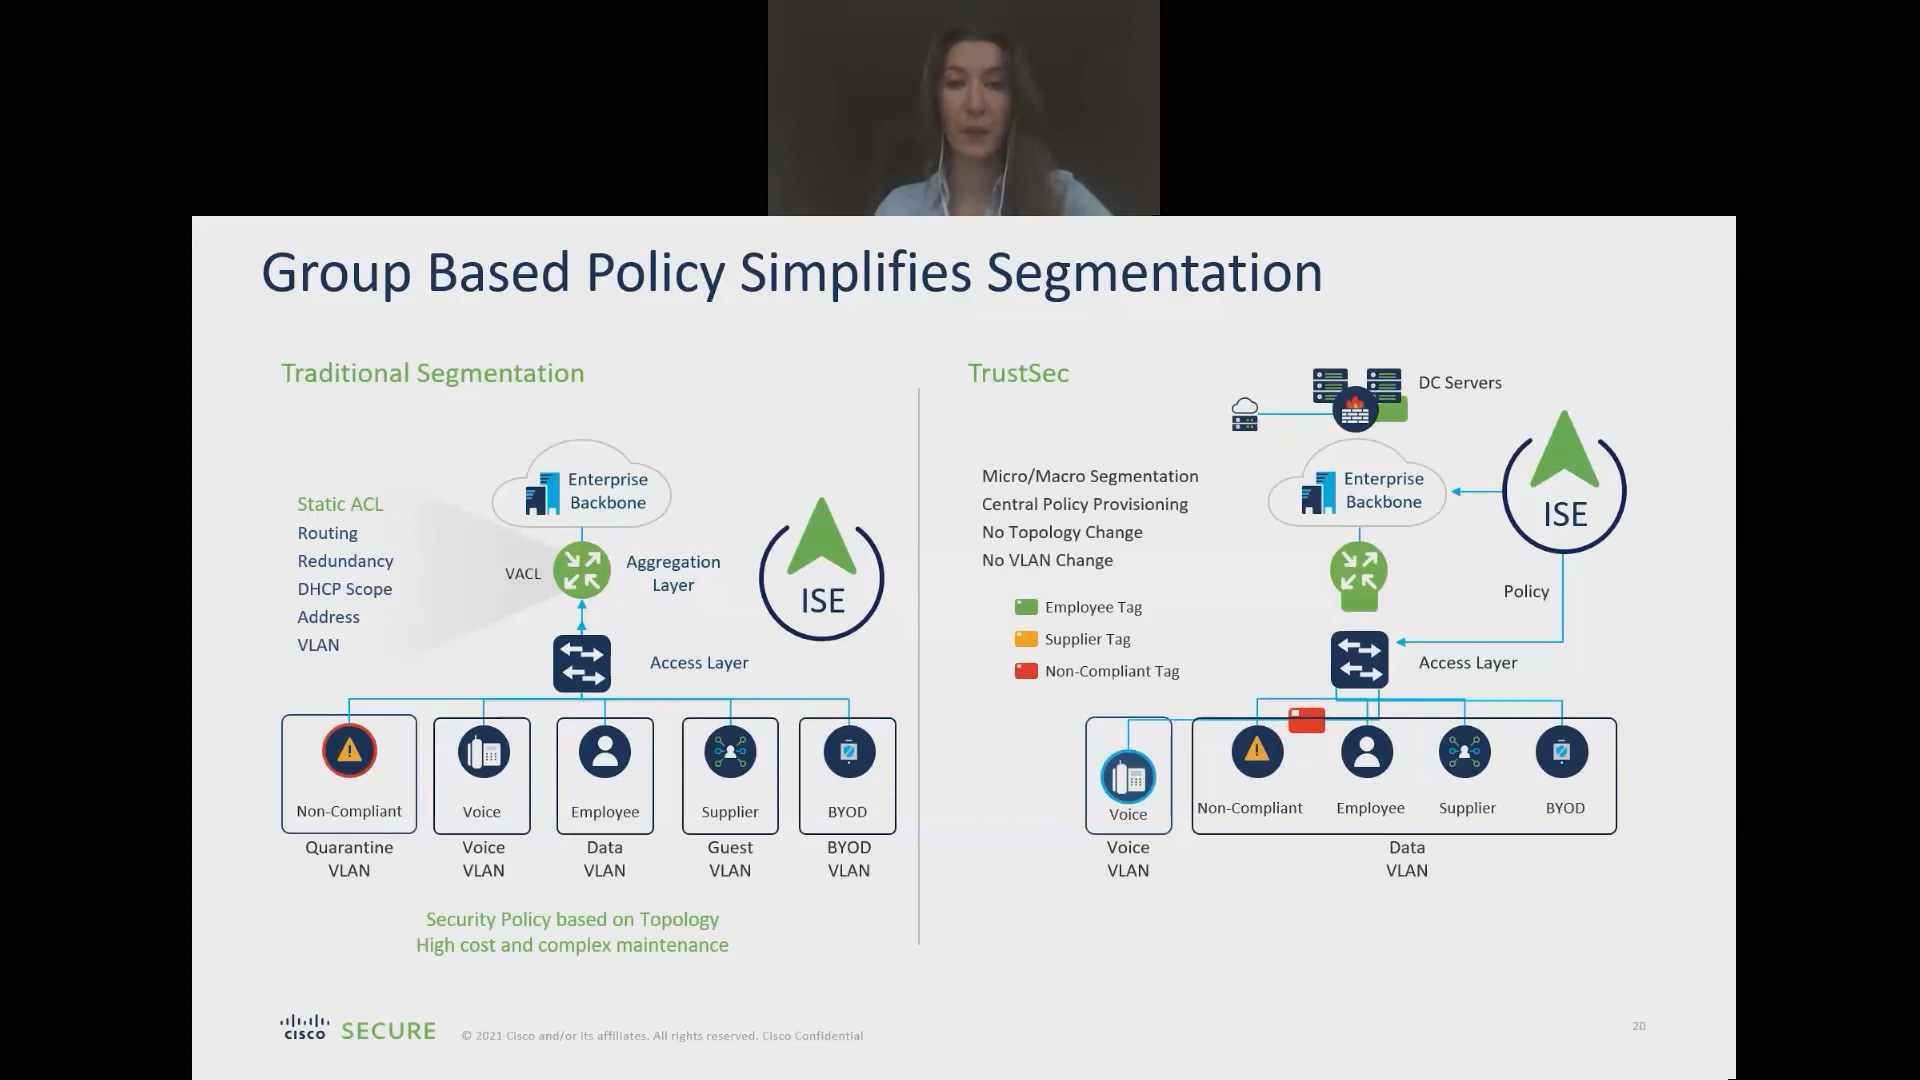 Group Based Policy Simplifies Segmentation
Traditional Segmentation
Static ACL
Routing
Redundancy
DHCP Scope
Address
VLAN
Enterprise
Backbone
VACL
Aggregation
Layer
ISE
Access Layer
Non-Compliant
Voice
Employee
Supplier
BYOD
Quarantine
VLAN
Voice
VLAN
Data
VLAN
Guest
VLAN
BYOD
VLAN
Security Policy based on Topology
High cost and complex maintenance
TrustSec
DC Servers
Micro/Macro Segmentation
Central Policy Provisioning
No Topology Change
No VLAN Change
Employee Tag
Supplier Tag
Non-Compliant Tag
Enterprise
Backbone
ISE
Policy
Access Layer
Voice
Non-Compliant
Employee
Supplier
BYOD
Voice
VLAN
Data
VLAN
cisco SECURE
© 2021 Cisco and/or its affiliates. All rights reserved. Cisco Confidential
20